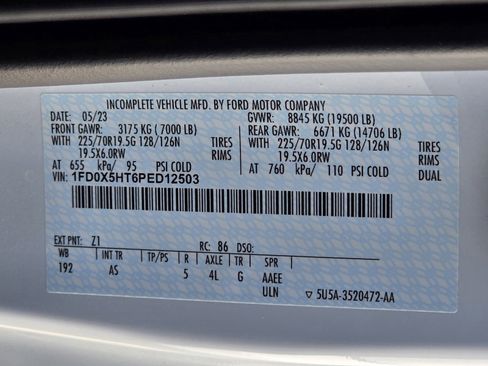 INCOMPLETE VEHICLE MFD. BY FORD MOTOR COMPANY
DATE: 05/23 GVWR: 8845 KG (19500 LB)
FRONT GAWR: 3175 KG ( 7000 LB) REAR GAWR: 6671 KG (14706 LB)
WITH 225/70R19.5G 128/126N TIRES WITH 225/70R19.5G 128/126N TIRES
19.5X6.0RW RIMS 19.5X6.0RW RIMS
AT 655 kPa/ 95 PSI COLD AT 760 kPa/ 110 PSI COLD DUAL
VIN: 1FD0X5HT6PED12503
EXT PNT: Z1 RC: 86 DSO:
WB INT TR TP/PS R AXLE TR SPR
192 AS 5 4L G AAEE
ULN ▽ 5U5A-3520472-AA